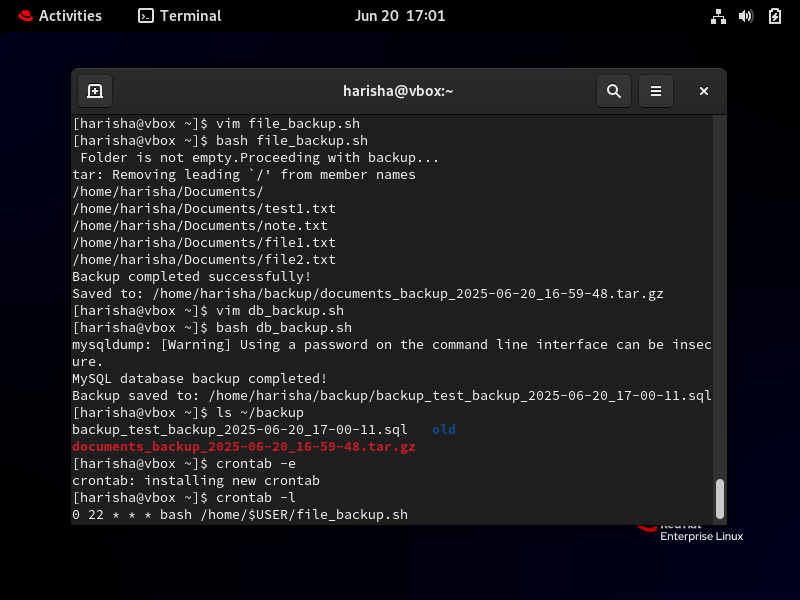 Activities Terminal Jun 20 17:01
harisha@vbox:~
[harisha@vbox ~]$ vim file_backup.sh
[harisha@vbox ~]$ bash file_backup.sh
 Folder is not empty.Proceeding with backup...
tar: Removing leading `/' from member names
/home/harisha/Documents/
/home/harisha/Documents/test1.txt
/home/harisha/Documents/note.txt
/home/harisha/Documents/file1.txt
/home/harisha/Documents/file2.txt
Backup completed successfully!
Saved to: /home/harisha/backup/documents_backup_2025-06-20_16-59-48.tar.gz
[harisha@vbox ~]$ vim db_backup.sh
[harisha@vbox ~]$ bash db_backup.sh
mysqldump: [Warning] Using a password on the command line interface can be insec
ure.
MySQL database backup completed!
Backup saved to: /home/harisha/backup/backup_test_backup_2025-06-20_17-00-11.sql
[harisha@vbox ~]$ ls ~/backup
backup_test_backup_2025-06-20_17-00-11.sql   old
documents_backup_2025-06-20_16-59-48.tar.gz
[harisha@vbox ~]$ crontab -e
crontab: installing new crontab
[harisha@vbox ~]$ crontab -l
0 22 * * * bash /home/$USER/file_backup.sh
Red Hat
Enterprise Linux